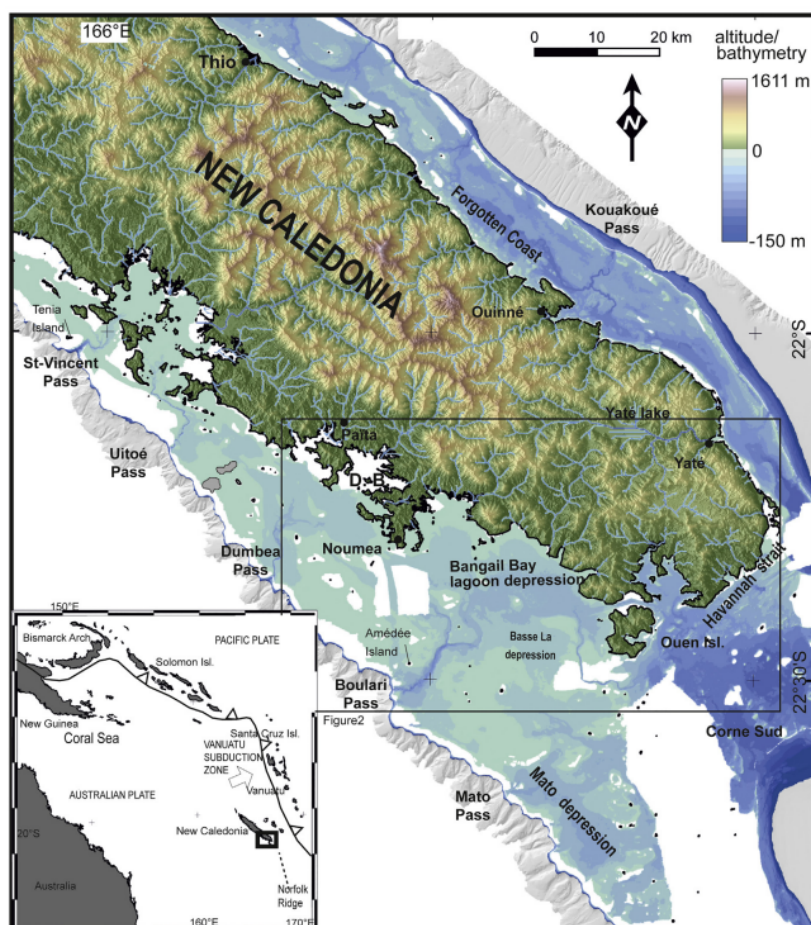 166°E
0 10 20 km
altitude/
bathymetry
1611 m
0
-150 m
N
Thio
NEW CALEDONIA
Forgotten Coast
Kouakoué
Pass
Ouinné
22°S
Tenia
Island
St-Vincent
Pass
Uitoé
Pass
Païta
Yaté lake
Yaté
D. B.
Dumbea
Pass
Noumea
Bangail Bay
lagoon depression
Havannah strait
Amédée
Island
Basse La
depression
Ouen Isl.
22°30'S
Boulari
Pass
Figure2
Corne Sud
Mato
Pass
Mato depression
150°E
Bismarck Arch
PACIFIC PLATE
Solomon Isl.
New Guinea
Coral Sea
Santa Cruz Isl.
VANUATU
SUBDUCTION
ZONE
Vanuatu
AUSTRALIAN PLATE
New Caledonia
20°S
Norfolk
Ridge
Australia
160°E
170°E